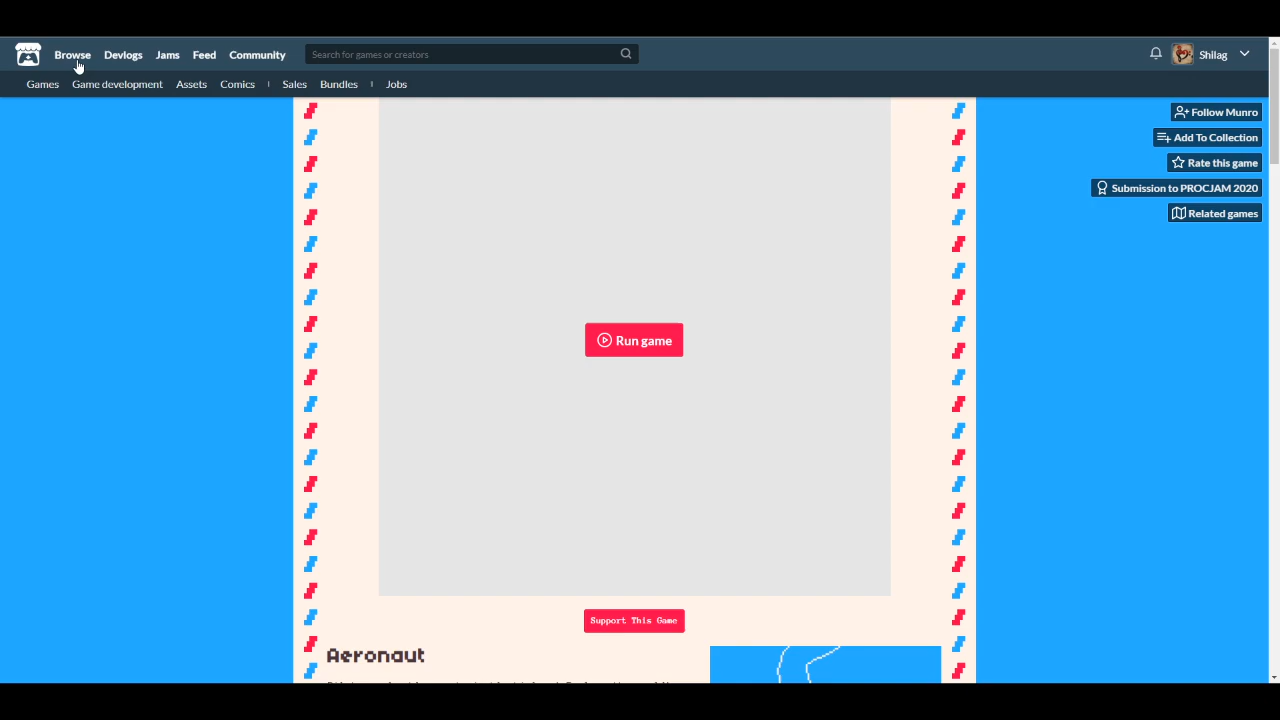 Browse Devlogs Jams Feed Community Search for games or creators Shilag
Games Game development Assets Comics Sales Bundles Jobs
Follow Munro
Add To Collection
Rate this game
Submission to PROCJAM 2020
Related games
Run game
Support This Game
Aeronaut